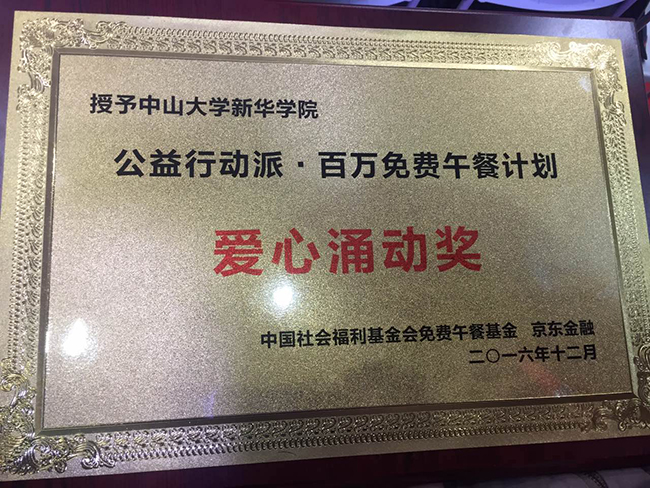 授予中山大学新华学院
公益行动派·百万免费午餐计划
爱心涌动奖
中国社会福利基金会免费午餐基金 京东金融
二〇一六年十二月